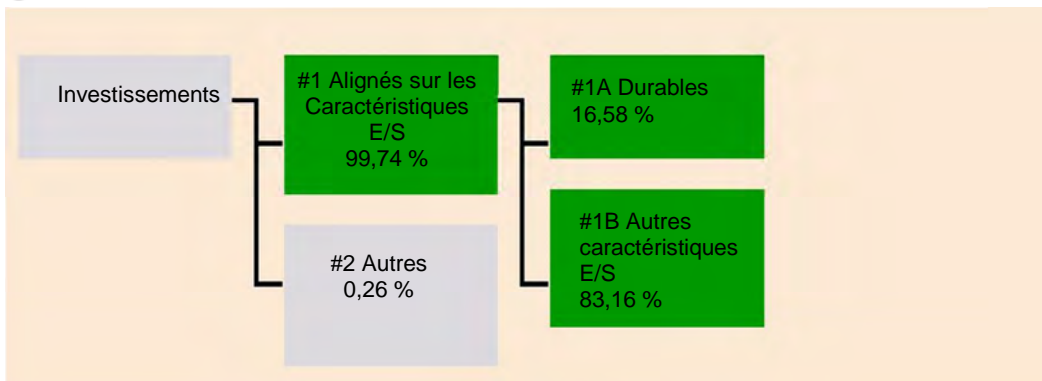 Investissements
#1 Alignés sur les
Caractéristiques
E/S
99,74 %
#2 Autres
0,26 %
#1A Durables
16,58 %
#1B Autres
caractéristiques
E/S
83,16 %